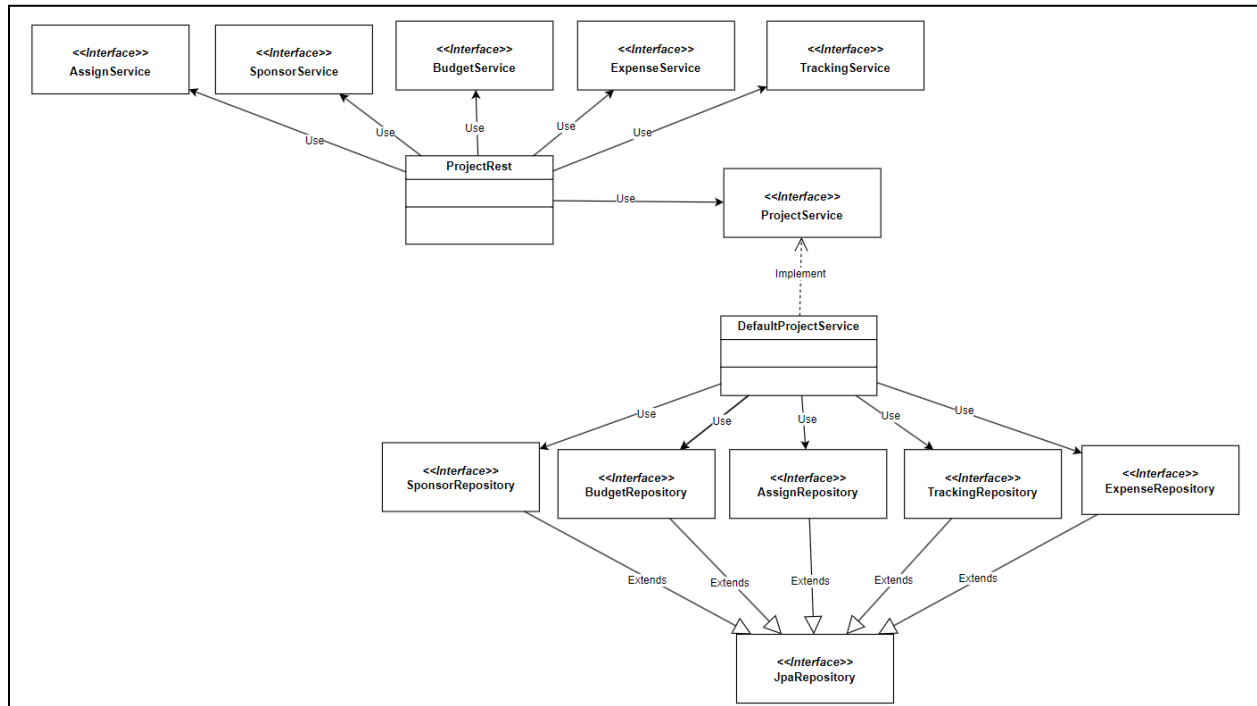 <<Interface>>
AssignService
<<Interface>>
SponsorService
<<Interface>>
BudgetService
<<Interface>>
ExpenseService
<<Interface>>
TrackingService
Use
Use
Use
Use
Use
ProjectRest
Use
<<Interface>>
ProjectService
Implement
DefaultProjectService
Use
Use
Use
Use
Use
<<Interface>>
SponsorRepository
<<Interface>>
BudgetRepository
<<Interface>>
AssignRepository
<<Interface>>
TrackingRepository
<<Interface>>
ExpenseRepository
Extends
Extends
Extends
Extends
Extends
<<Interface>>
JpaRepository